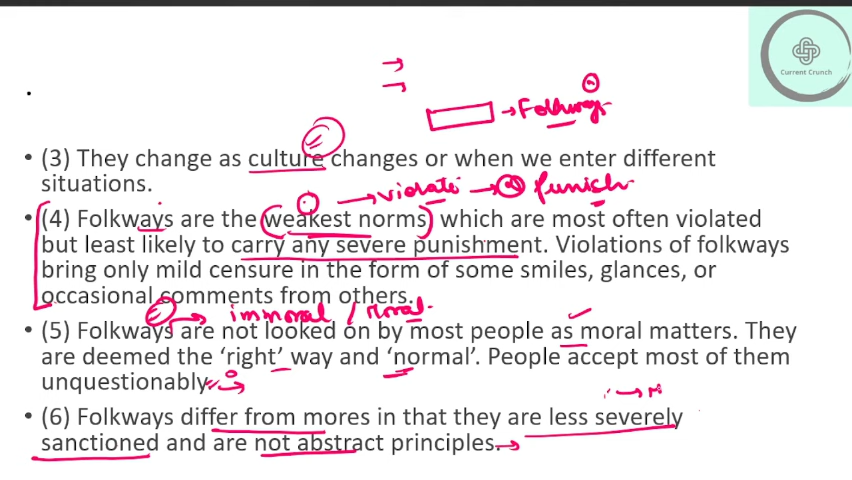 Current Crunch
→ Folkways
• (3) They change as culture changes or when we enter different
situations.
→ violate → punish
• (4) Folkways are the (weakest norms) which are most often violated
but least likely to carry any severe punishment. Violations of folkways
bring only mild censure in the form of some smiles, glances, or
occasional comments from others.
→ immoral / moral
• (5) Folkways are not looked on by most people as moral matters. They
are deemed the ‘right’ way and ‘normal’. People accept most of them
unquestionably.
• (6) Folkways differ from mores in that they are less severely
sanctioned and are not abstract principles.